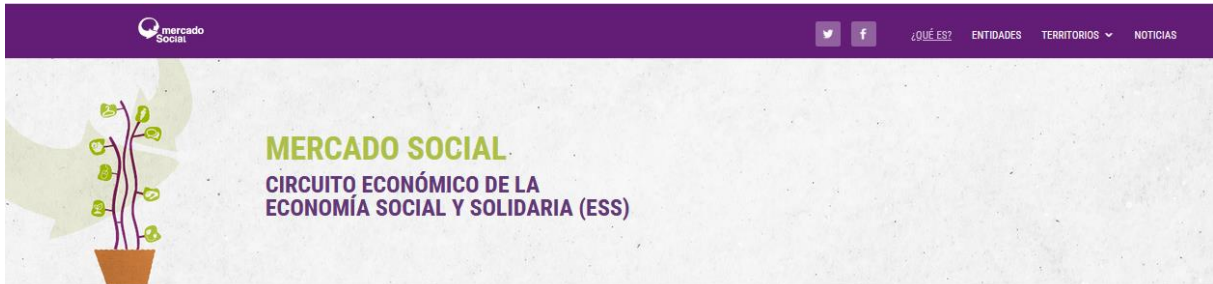 mercado
Social
¿QUÉ ES? ENTIDADES TERRITORIOS NOTICIAS
MERCADO SOCIAL
CIRCUITO ECONÓMICO DE LA
ECONOMÍA SOCIAL Y SOLIDARIA (ESS)